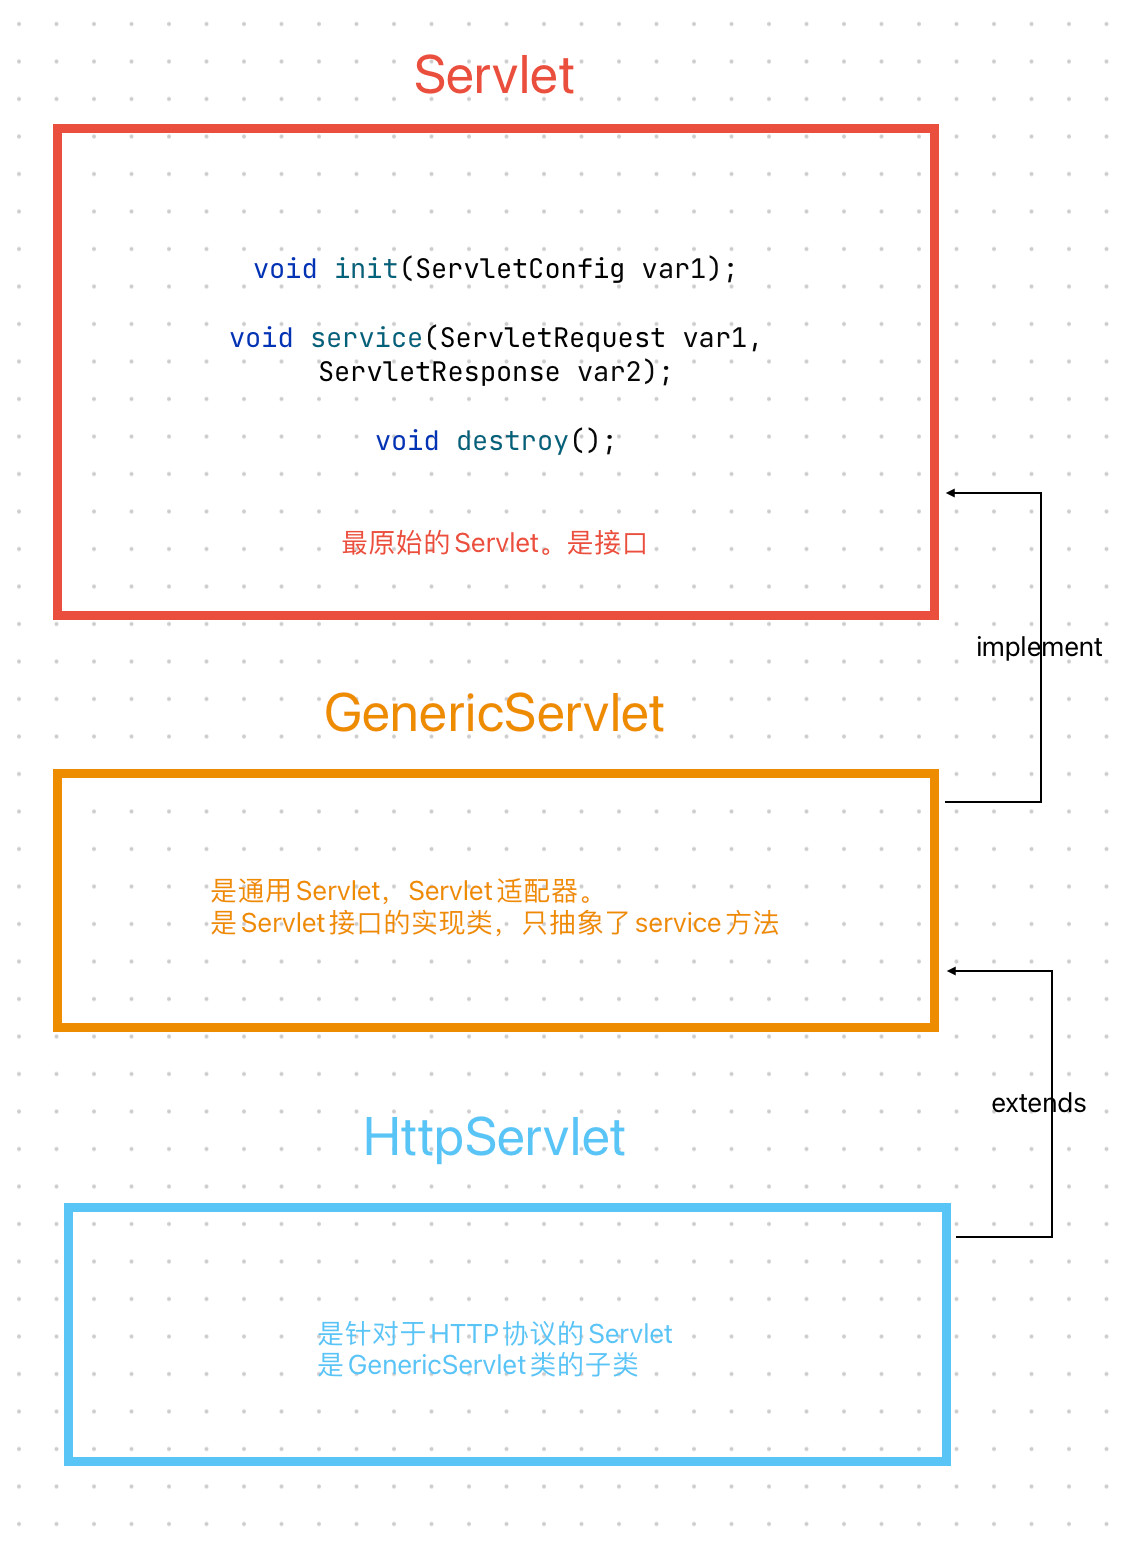 Servlet
void init(ServletConfig var1);
void service(ServletRequest var1,
ServletResponse var2);
void destroy();
最原始的Servlet。是接口
implement
GenericServlet
是通用Servlet，Servlet适配器。
是Servlet接口的实现类，只抽象了service方法
extends
HttpServlet
是针对于HTTP协议的Servlet
是GenericServlet类的子类